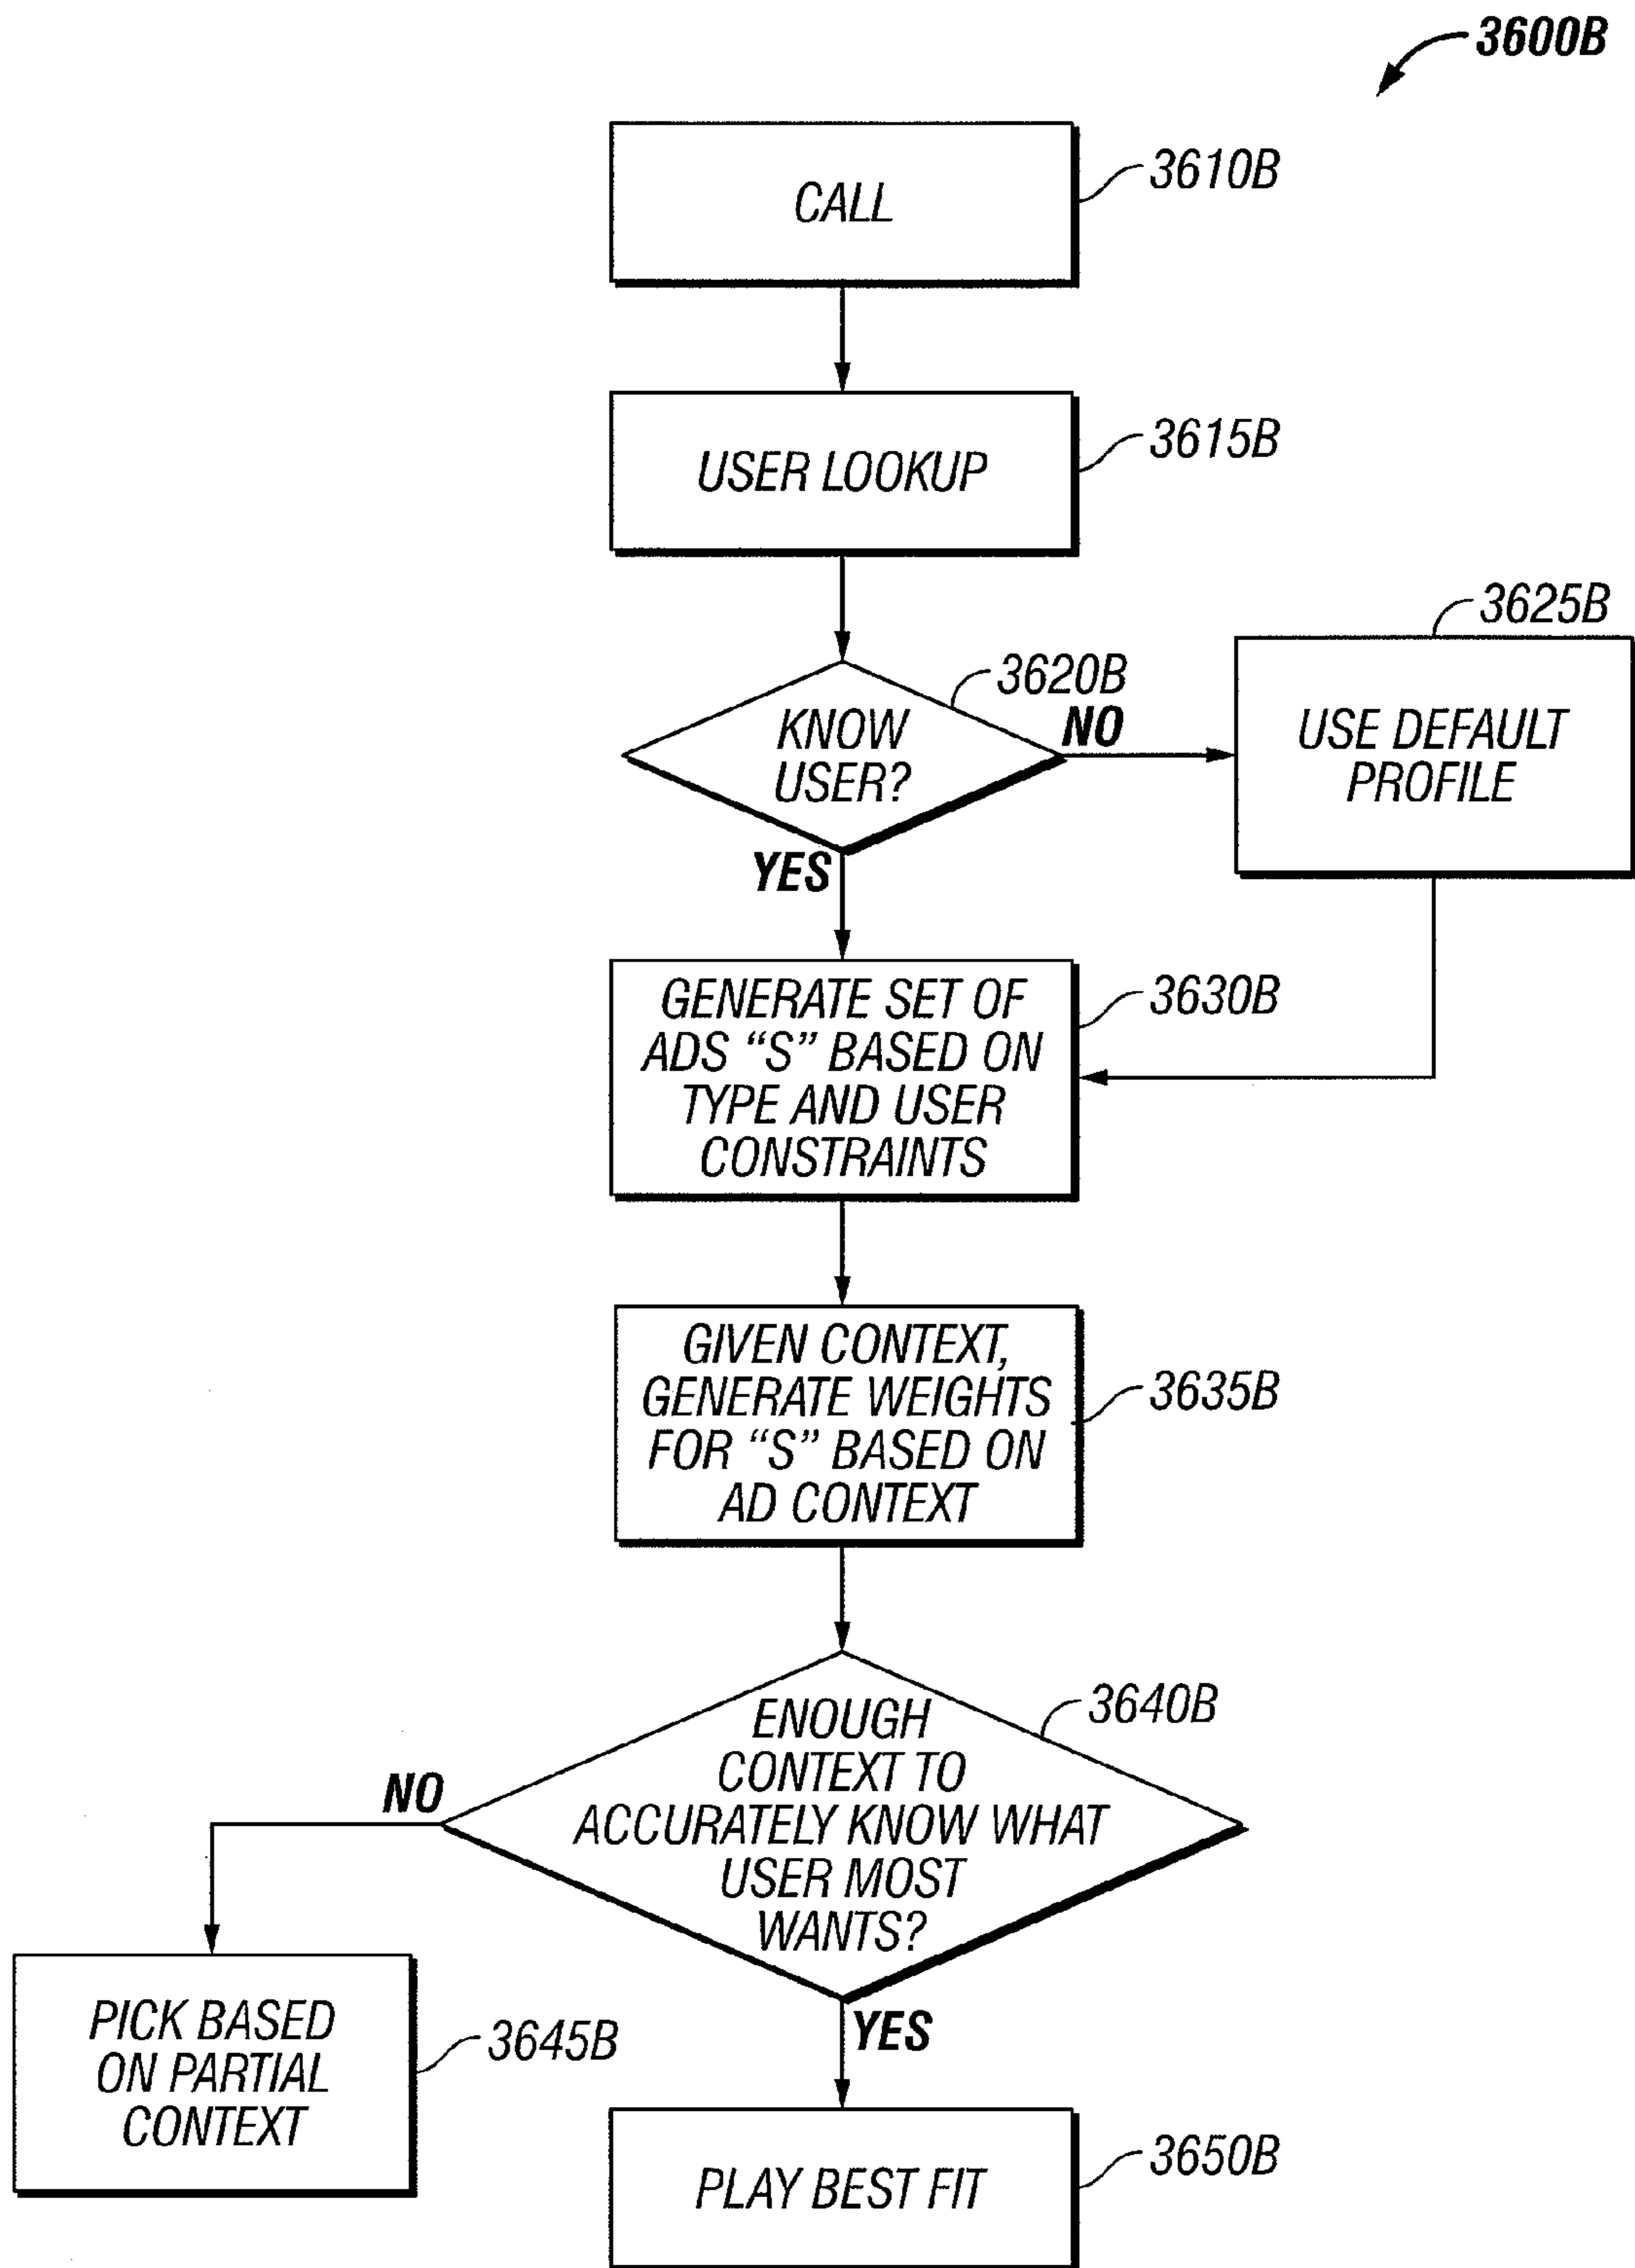 3600B
CALL
3610B
USER LOOKUP
3615B
3625B
3620B
KNOW
USER?
NO
USE DEFAULT
PROFILE
YES
GENERATE SET OF
ADS “S” BASED ON
TYPE AND USER
CONSTRAINTS
3630B
GIVEN CONTEXT,
GENERATE WEIGHTS
FOR “S” BASED ON
AD CONTEXT
3635B
ENOUGH
CONTEXT TO
ACCURATELY KNOW WHAT
USER MOST
WANTS?
3640B
NO
YES
PICK BASED
ON PARTIAL
CONTEXT
3645B
PLAY BEST FIT
3650B